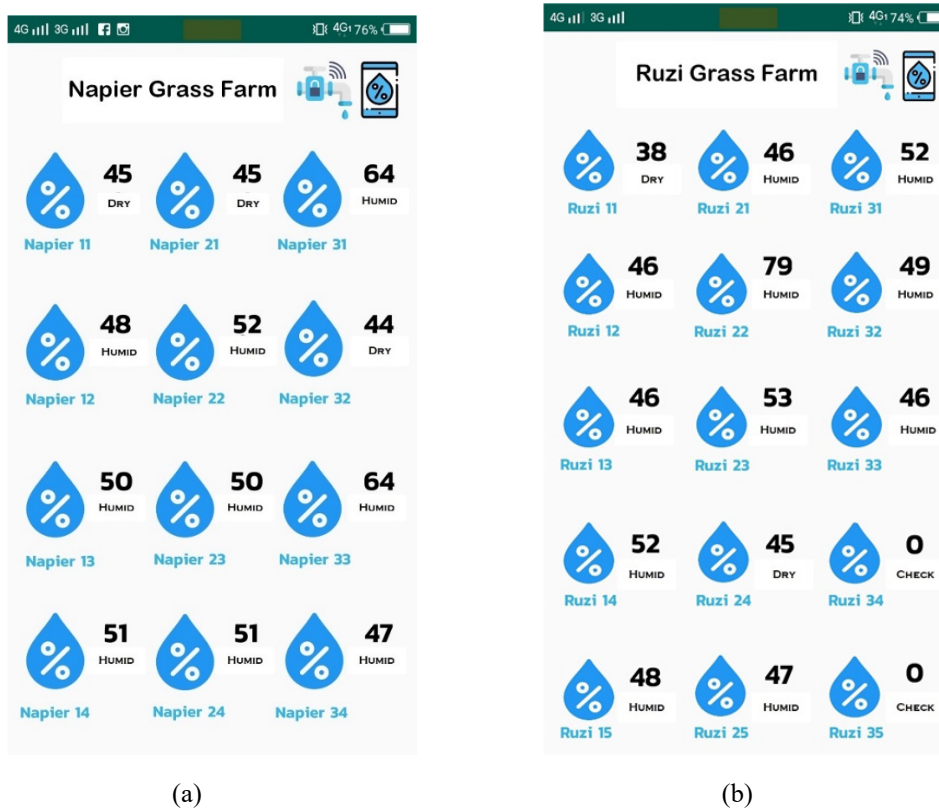 4G 3G 4G1 76%
Napier Grass Farm
%
45 45 64
% DRY % DRY % HUMID
Napier 11 Napier 21 Napier 31
48 52 44
% HUMID % HUMID % DRY
Napier 12 Napier 22 Napier 32
50 50 64
% HUMID % HUMID % HUMID
Napier 13 Napier 23 Napier 33
51 51 47
% HUMID % HUMID % HUMID
Napier 14 Napier 24 Napier 34
(a)
4G 3G 4G1 74%
Ruzi Grass Farm
%
38 46 52
% DRY % HUMID % HUMID
Ruzi 11 Ruzi 21 Ruzi 31
46 79 49
% HUMID % HUMID % HUMID
Ruzi 12 Ruzi 22 Ruzi 32
46 53 46
% HUMID % HUMID % HUMID
Ruzi 13 Ruzi 23 Ruzi 33
52 45 0
% HUMID % DRY % CHECK
Ruzi 14 Ruzi 24 Ruzi 34
48 47 0
% HUMID % HUMID % CHECK
Ruzi 15 Ruzi 25 Ruzi 35
(b)